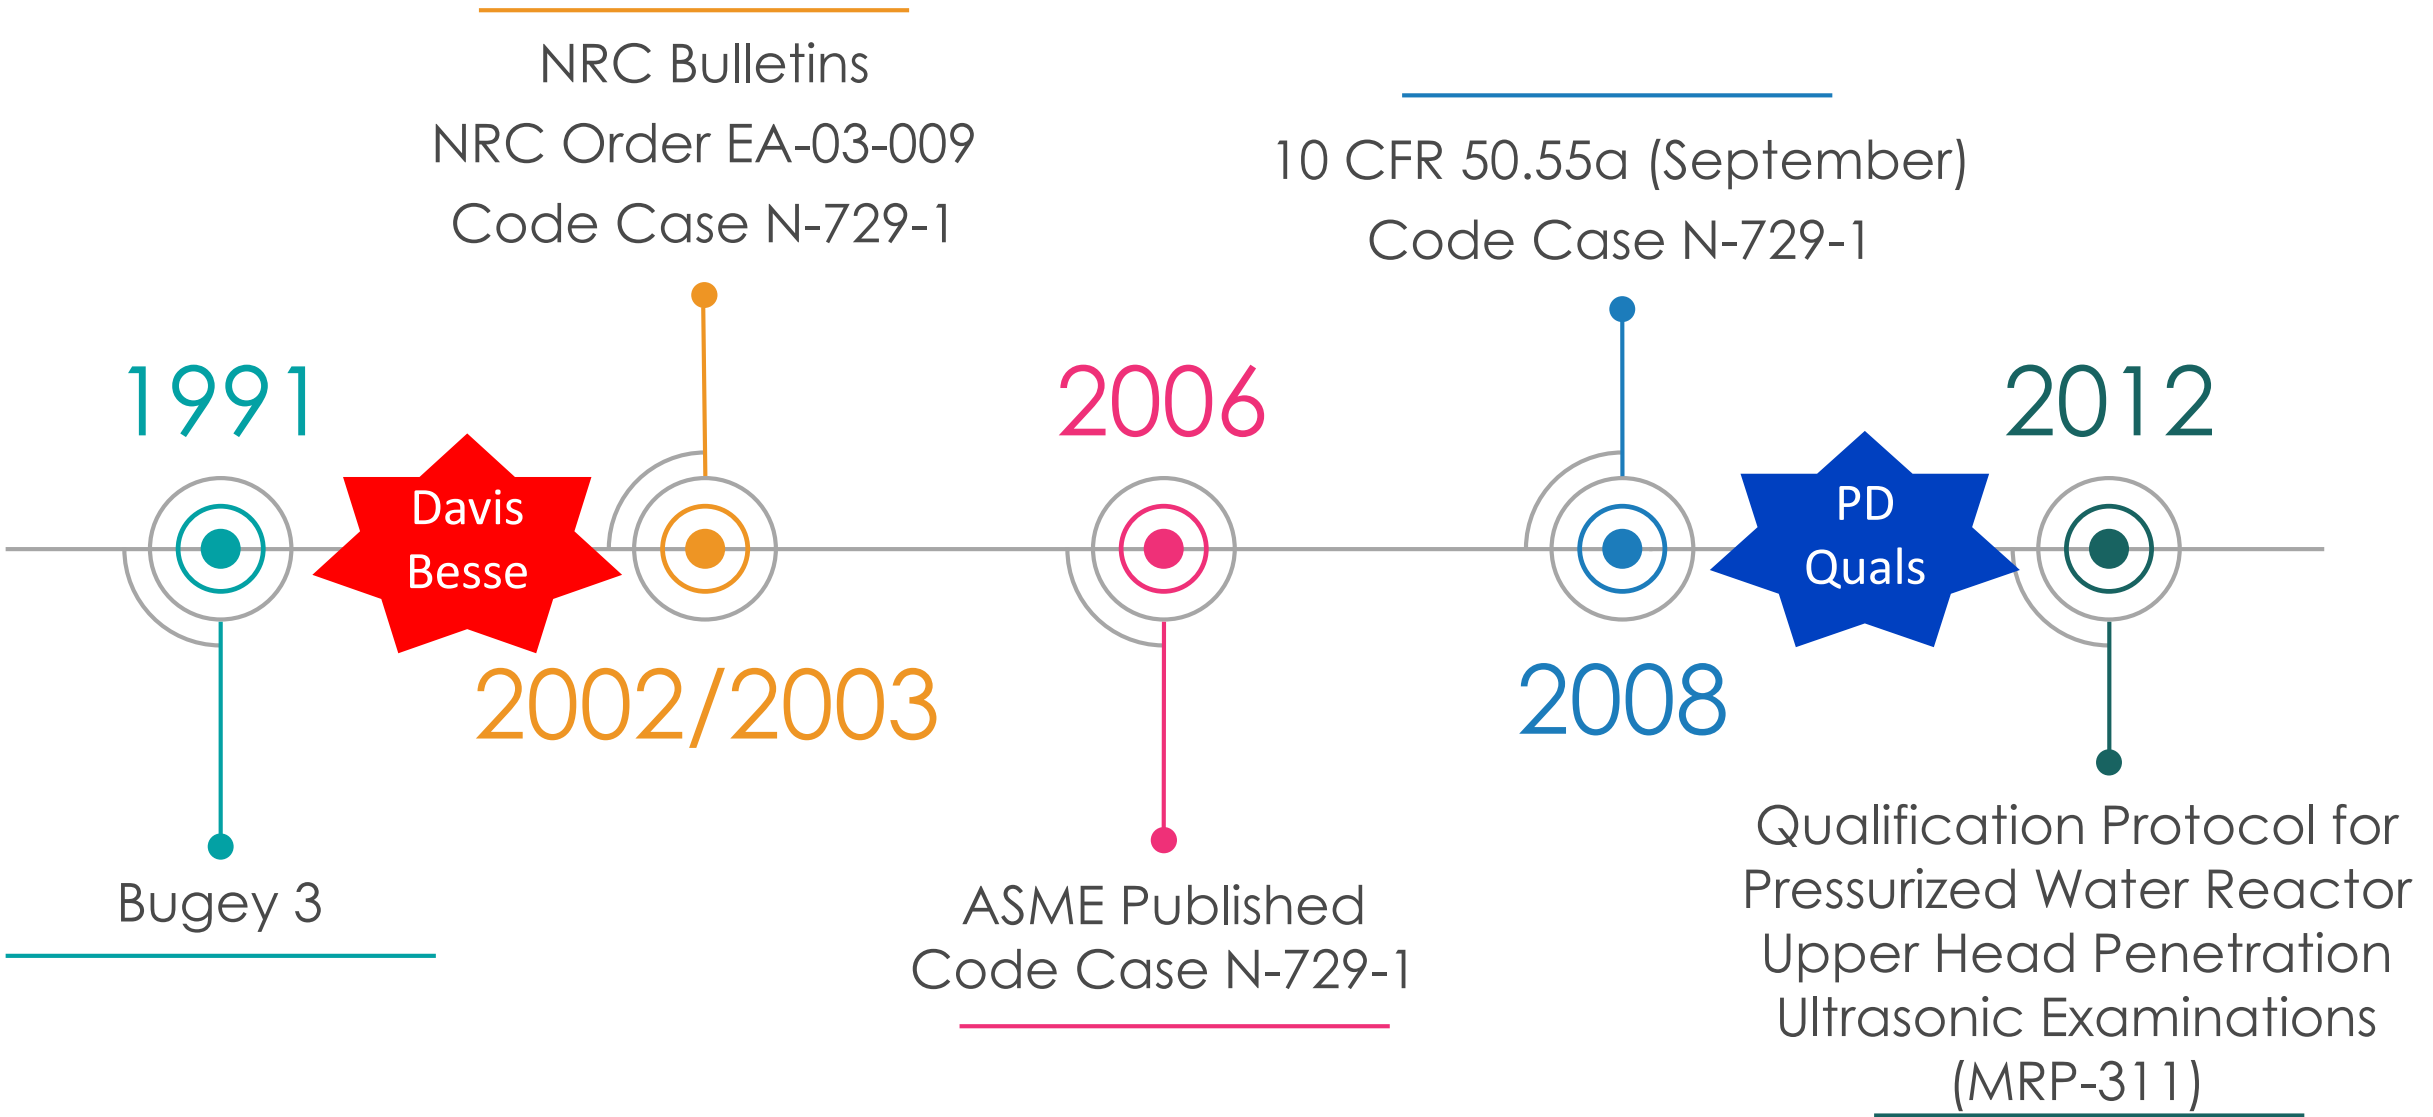 1991
Bugey 3
Davis
Besse
NRC Bulletins
NRC Order EA-03-009
Code Case N-729-1
2002/2003
2006
ASME Published
Code Case N-729-1
10 CFR 50.55a (September)
Code Case N-729-1
2008
PD
Quals
2012
Qualification Protocol for
Pressurized Water Reactor
Upper Head Penetration
Ultrasonic Examinations
(MRP-311)